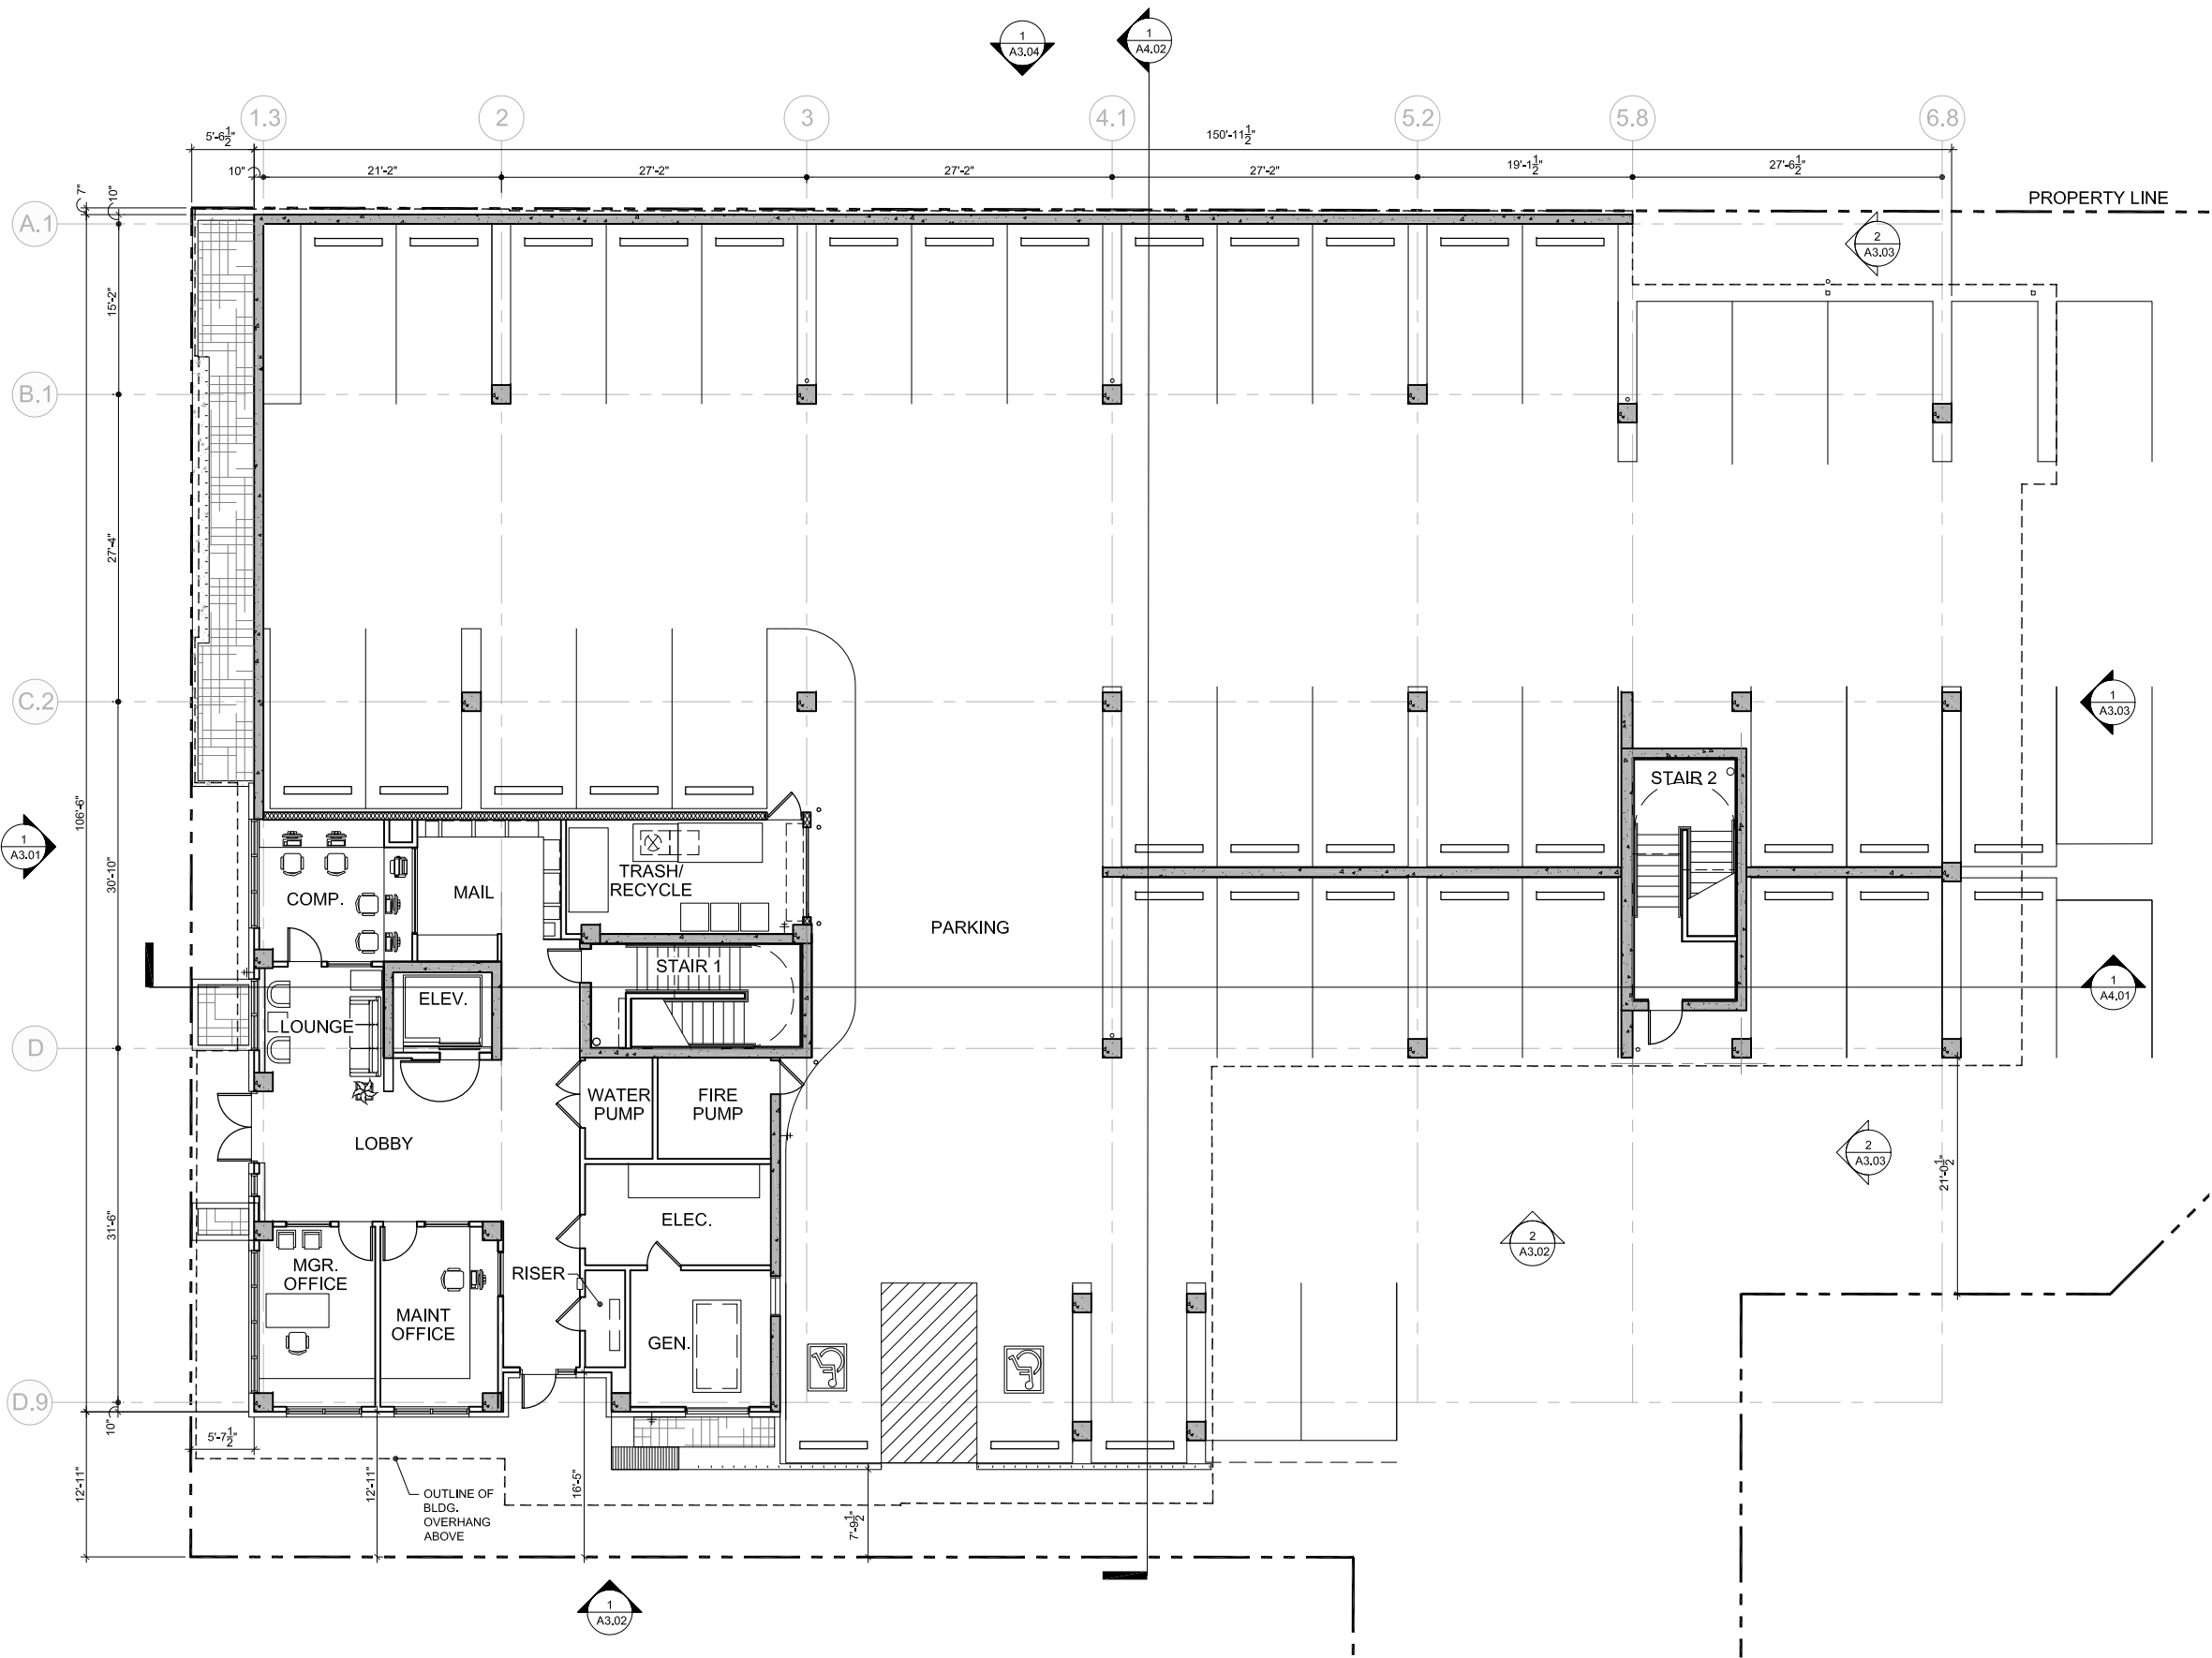 1
A3.04
1
A4.02
1.3
2
3
4.1
5.2
5.8
6.8
5'-6 1/2"
150'-11 1/2"
10"
21'-2"
27'-2"
27'-2"
27'-2"
19'-1 1/2"
27'-6 1/2"
7"
10"
PROPERTY LINE
A.1
2
A3.03
15'-2"
B.1
27'-4"
C.2
1
A3.03
STAIR 2
106'-6"
1
A3.01
30'-10"
COMP.
MAIL
TRASH/
RECYCLE
PARKING
STAIR 1
ELEV.
1
A4.01
LOUNGE
D
WATER
PUMP
FIRE
PUMP
LOBBY
2
A3.03
21'-0 1/2"
31'-6"
ELEC.
2
A3.02
MGR.
OFFICE
RISER
MAINT
OFFICE
GEN.
D.9
10"
5'-7 1/2"
12'-11"
12'-11"
16'-5"
7'-9 1/2"
OUTLINE OF
BLDG.
OVERHANG
ABOVE
1
A3.02